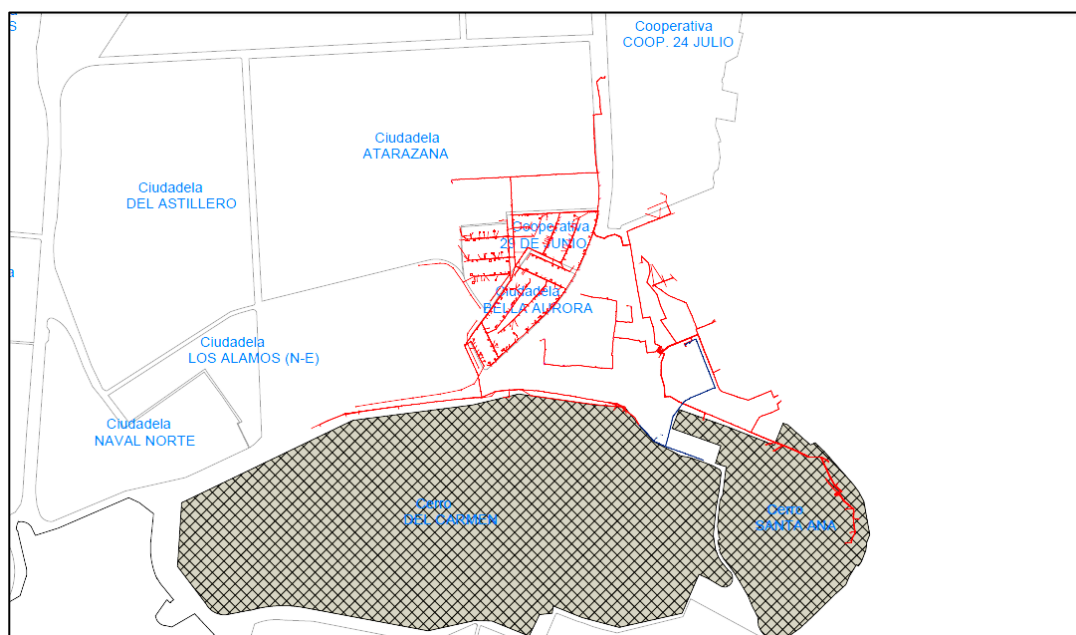 S
Cooperativa
COOP. 24 JULIO
Ciudadela
ATARAZANA
Ciudadela
DEL ASTILLERO
Cooperativa
29 DE JUNIO
a
Ciudadela
BELLA AURORA
Ciudadela
LOS ALAMOS (N-E)
Ciudadela
NAVAL NORTE
Cerro
DEL CARMEN
Cerro
SANTA ANA